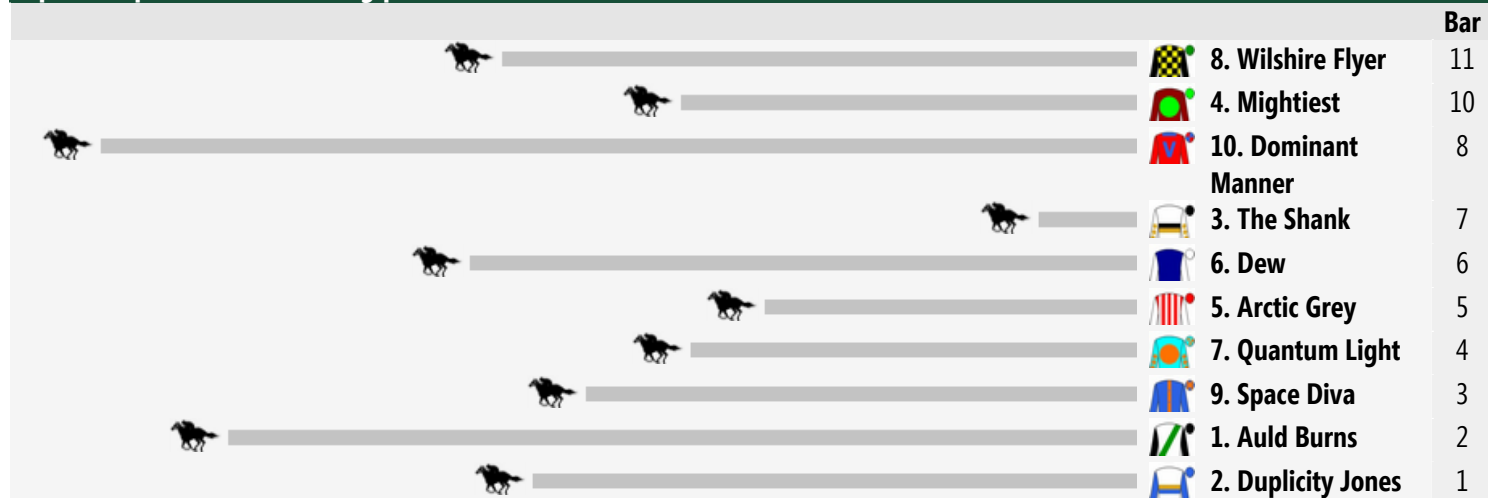 Bar
8. Wilshire Flyer 11
4. Mightiest 10
10. Dominant 8
Manner
3. The Shank 7
6. Dew 6
5. Arctic Grey 5
7. Quantum Light 4
9. Space Diva 3
1. Auld Burns 2
2. Duplicity Jones 1